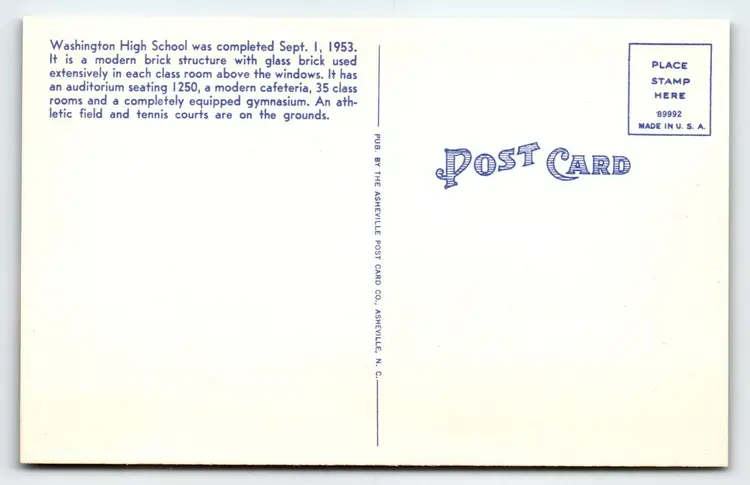 Washington High School was completed Sept. 1, 1953.
It is a modern brick structure with glass brick used
extensively in each class room above the windows. It has
an auditorium seating 1250, a modern cafeteria, 35 class
rooms and a completely equipped gymnasium. An ath-
letic field and tennis courts are on the grounds.
PUB. BY THE ASHEVILLE POST CARD CO., ASHEVILLE, N. C.
POST CARD
PLACE
STAMP
HERE
89992
MADE IN U. S. A.